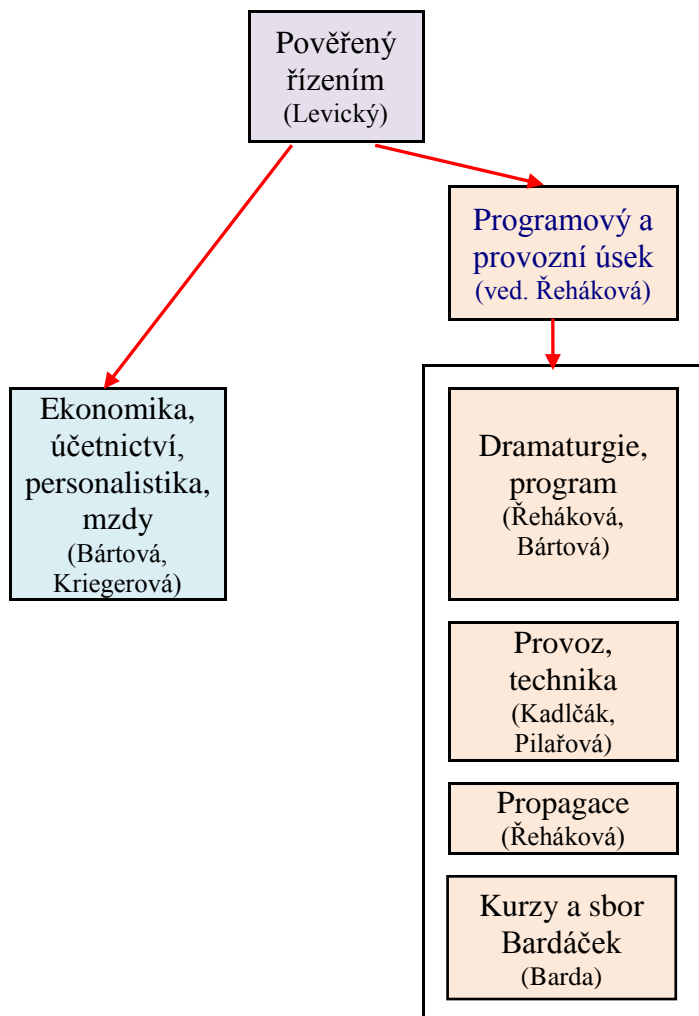 Pověřený
řízením
(Levický)
Programový a
provozní úsek
(ved. Řeháková)
Ekonomika,
účetnictví,
personalistika,
mzdy
(Bártová,
Kriegerová)
Dramaturgie,
program
(Řeháková,
Bártová)
Provoz,
technika
(Kadlčák,
Pilařová)
Propagace
(Řeháková)
Kurzy a sbor
Bardáček
(Barda)